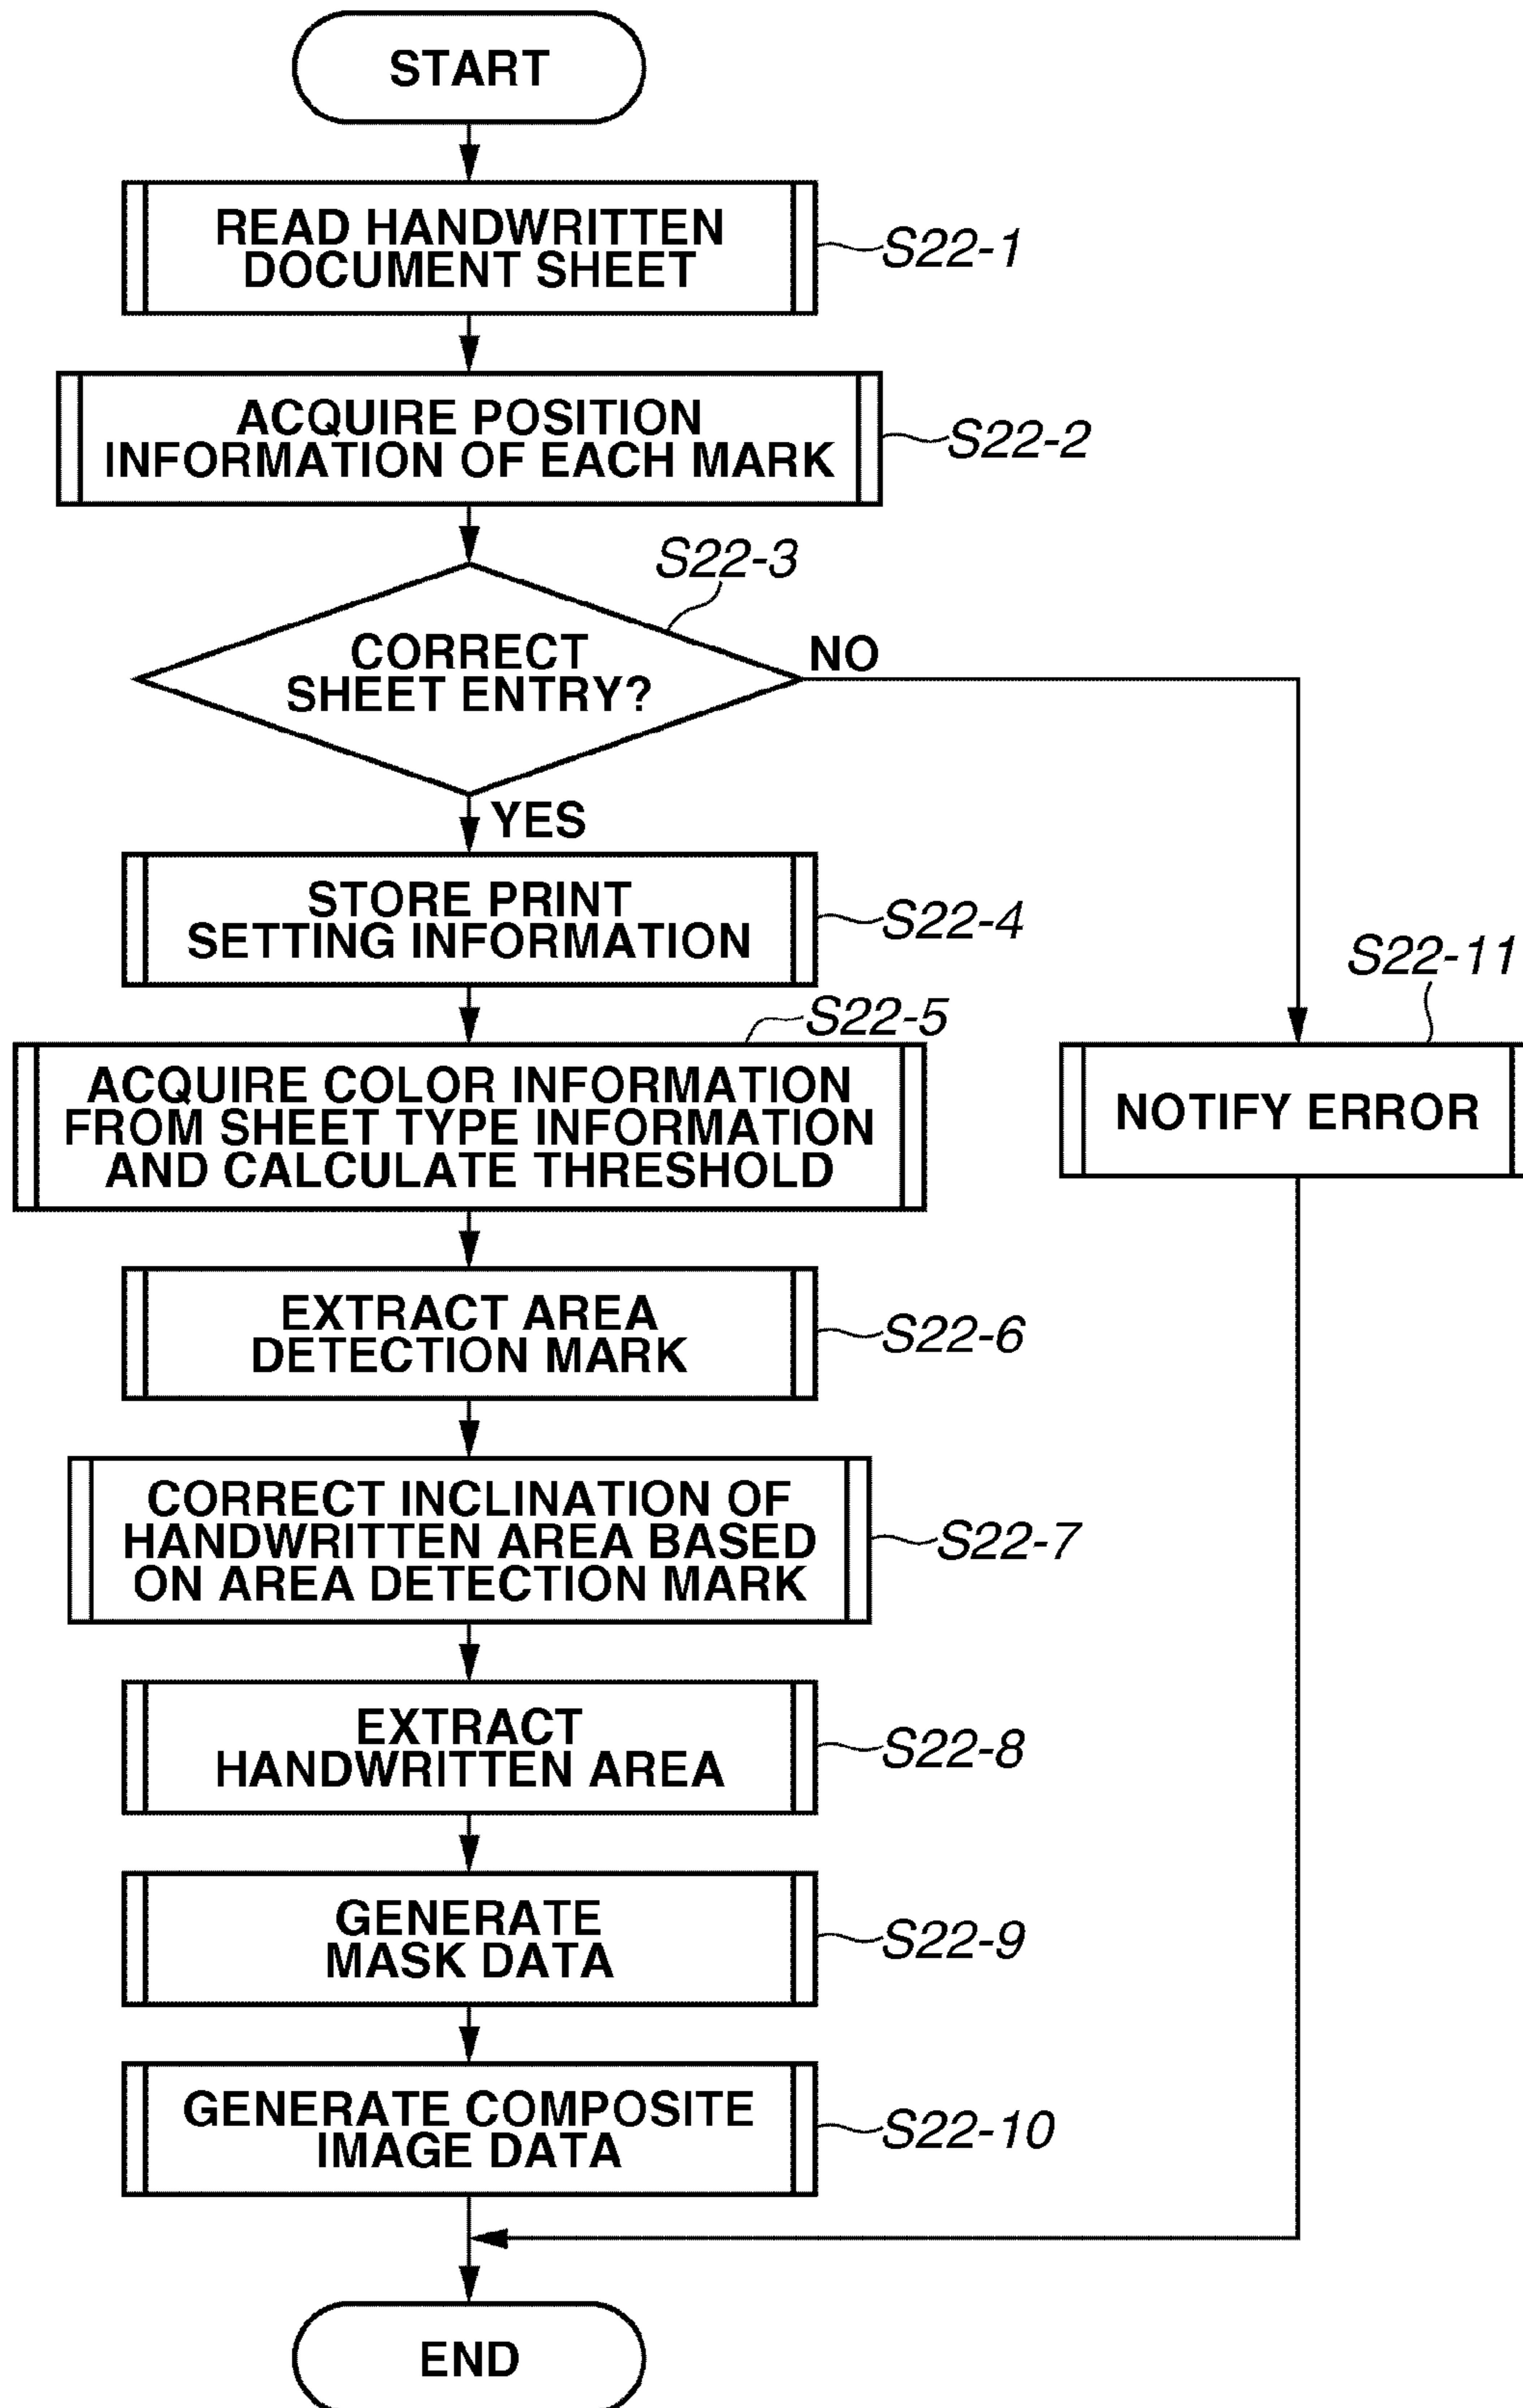 START
READ HANDWRITTEN
DOCUMENT SHEET
S22-1
ACQUIRE POSITION
INFORMATION OF EACH MARK
S22-2
S22-3
CORRECT
SHEET ENTRY?
NO
YES
STORE PRINT
SETTING INFORMATION
S22-4
S22-11
S22-5
ACQUIRE COLOR INFORMATION
FROM SHEET TYPE INFORMATION
AND CALCULATE THRESHOLD
NOTIFY ERROR
EXTRACT AREA
DETECTION MARK
S22-6
CORRECT INCLINATION OF
HANDWRITTEN AREA BASED
ON AREA DETECTION MARK
S22-7
EXTRACT
HANDWRITTEN AREA
S22-8
GENERATE
MASK DATA
S22-9
GENERATE COMPOSITE
IMAGE DATA
S22-10
END